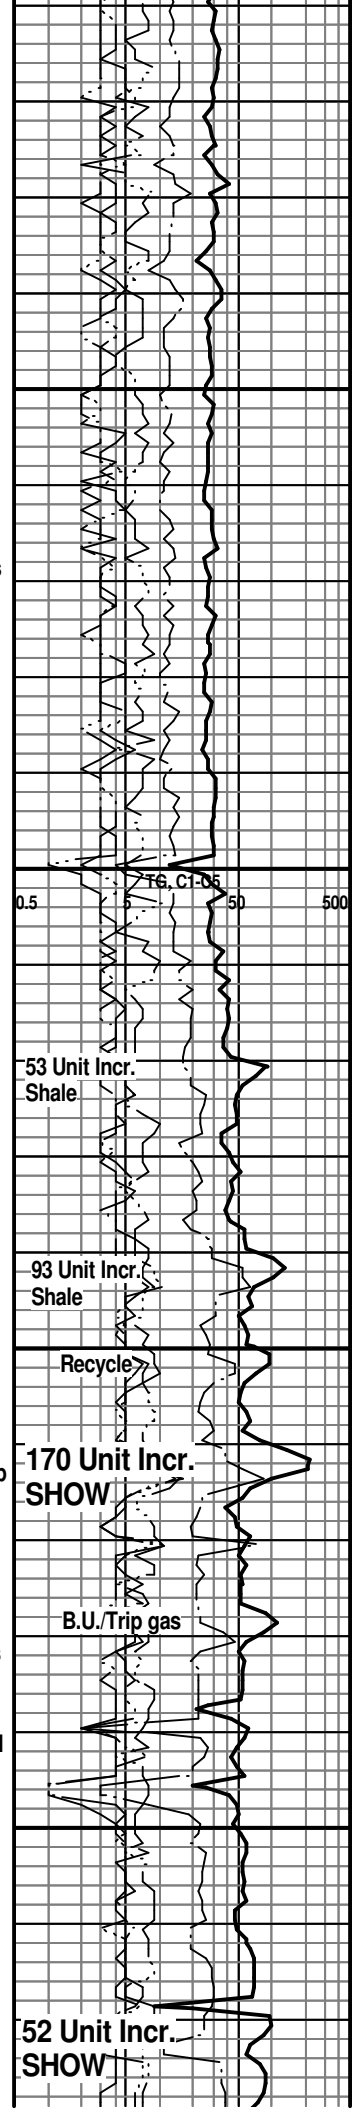 TG, C1-C5
0.5 5 50 500
53 Unit Incr.
Shale
93 Unit Incr.
Shale
Recycle
170 Unit Incr.
SHOW
B.U./Trip gas
52 Unit Incr.
SHOW